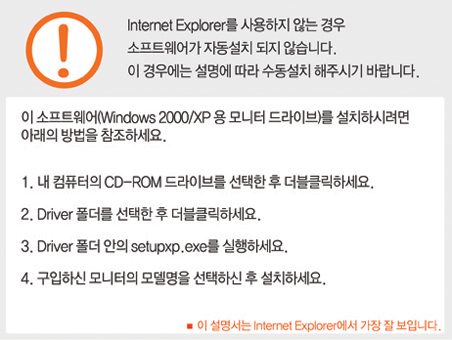 Internet Explorer를 사용하지 않는 경우
소프트웨어가 자동설치 되지 않습니다.
이 경우에는 설명에 따라 수동설치 해주시기 바랍니다.
이 소프트웨어(Windows 2000/XP 용 모니터 드라이브)를 설치하시려면
아래의 방법을 참조하세요.
1. 내 컴퓨터의 CD-ROM 드라이브를 선택한 후 더블클릭하세요.
2. Driver 폴더를 선택한 후 더블클릭하세요.
3. Driver 폴더 안의 setupxp.exe를 실행하세요.
4. 구입하신 모니터의 모델명을 선택하신 후 설치하세요.
■ 이 설명서는 Internet Explorer에서 가장 잘 보입니다.